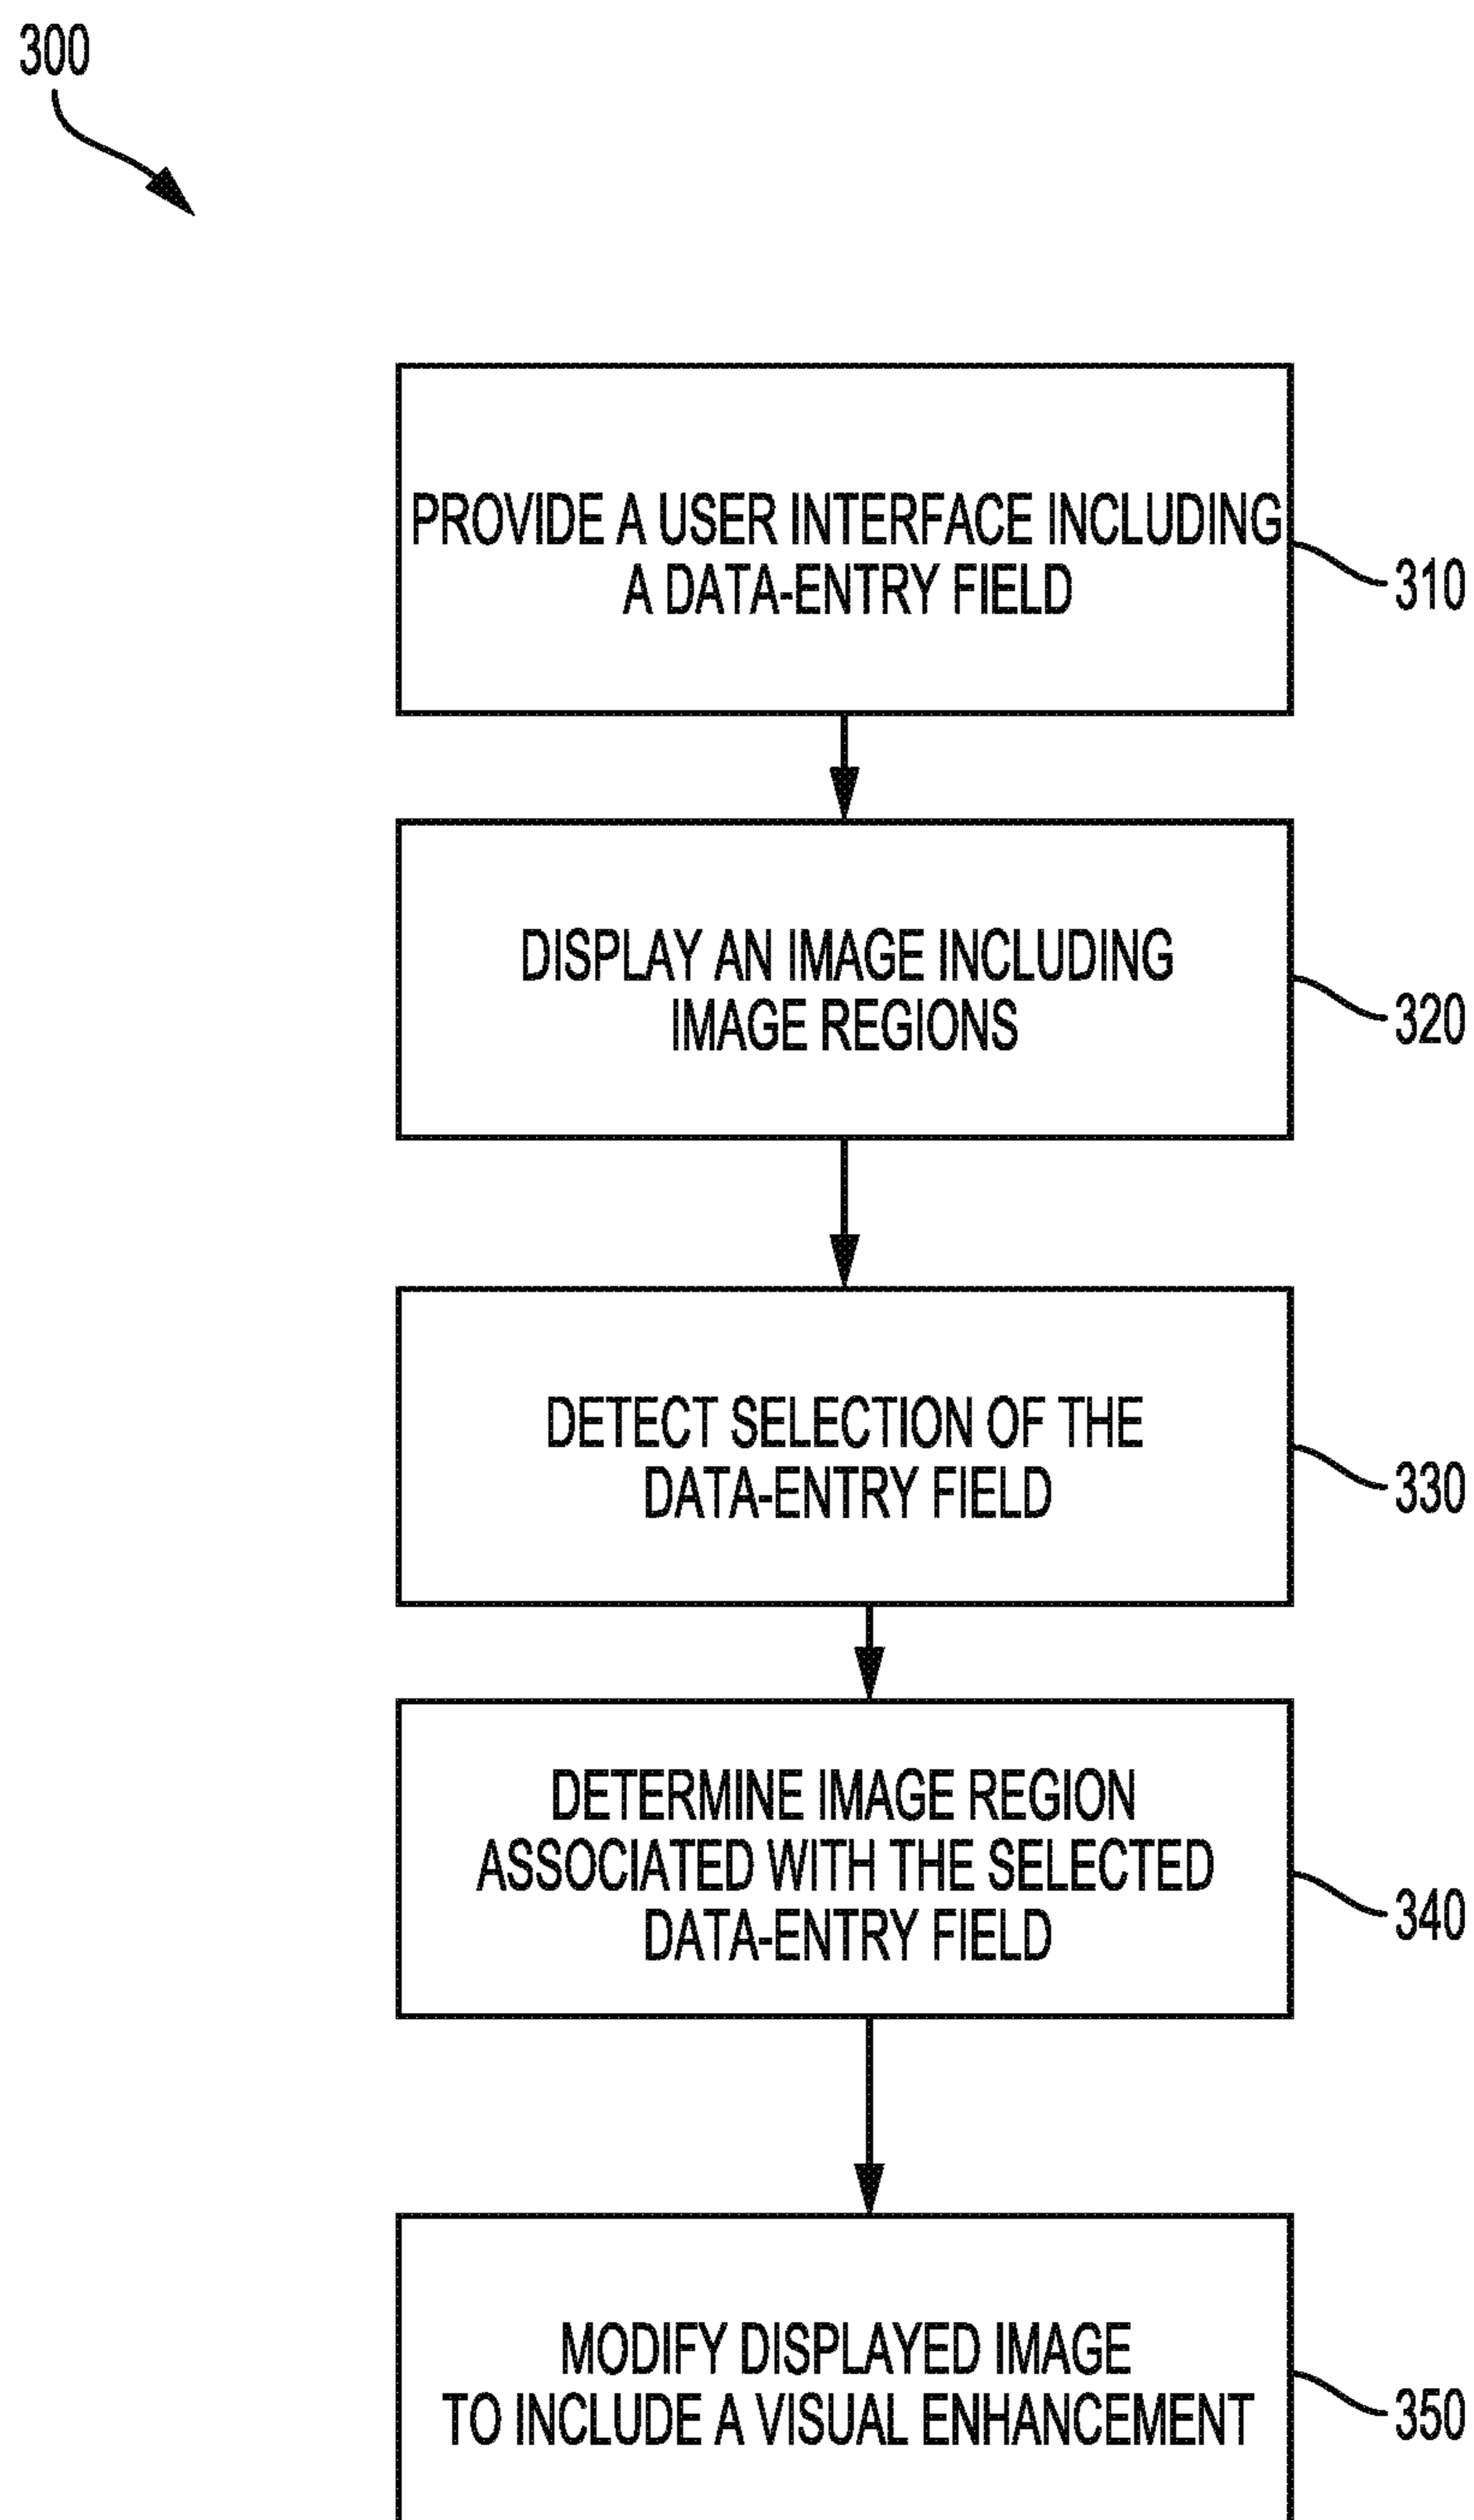 300
PROVIDE A USER INTERFACE INCLUDING
A DATA-ENTRY FIELD
310
DISPLAY AN IMAGE INCLUDING
IMAGE REGIONS
320
DETECT SELECTION OF THE
DATA-ENTRY FIELD
330
DETERMINE IMAGE REGION
ASSOCIATED WITH THE SELECTED
DATA-ENTRY FIELD
340
MODIFY DISPLAYED IMAGE
TO INCLUDE A VISUAL ENHANCEMENT
350